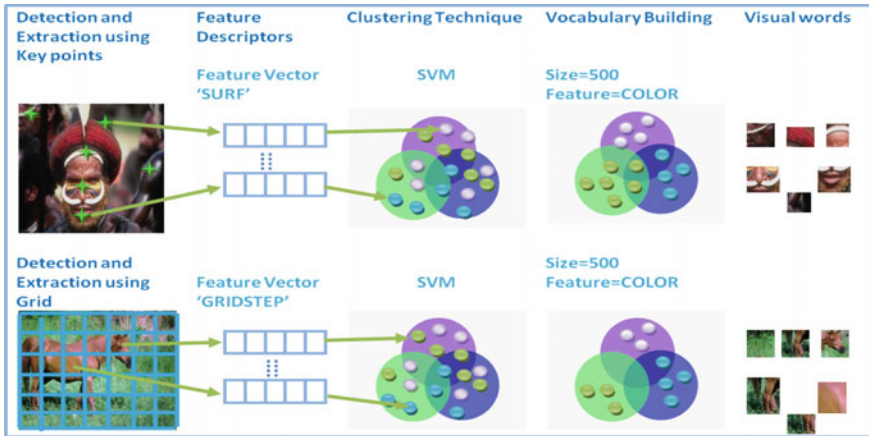 Detection and
Extraction using
Key points
Feature
Descriptors
Clustering Technique
Vocabulary Building
Visual words
Feature Vector
'SURF'
SVM
Size=500
Feature=COLOR
Detection and
Extraction using
Grid
Feature Vector
'GRIDSTEP'
SVM
Size=500
Feature=COLOR